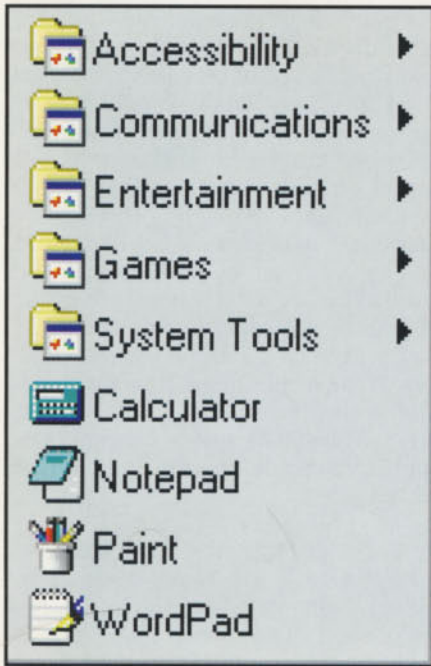 Accessibility
Communications
Entertainment
Games
System Tools
Calculator
Notepad
Paint
WordPad